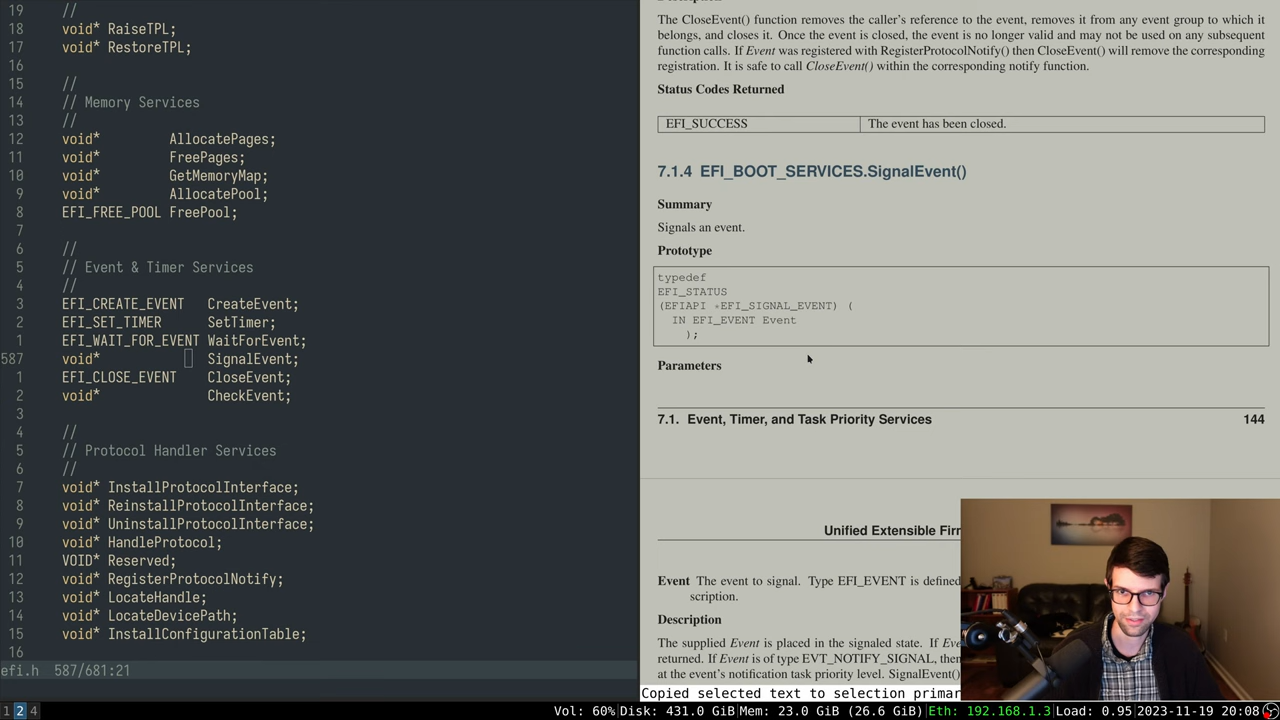 19 //
18 void* RaiseTPL;
17 void* RestoreTPL;
16
15 //
14 // Memory Services
13 //
12 void* AllocatePages;
11 void* FreePages;
10 void* GetMemoryMap;
9 void* AllocatePool;
8 EFI_FREE_POOL FreePool;
7
6 //
5 // Event & Timer Services
4 //
3 EFI_CREATE_EVENT CreateEvent;
2 EFI_SET_TIMER SetTimer;
1 EFI_WAIT_FOR_EVENT WaitForEvent;
587 void* SignalEvent;
1 EFI_CLOSE_EVENT CloseEvent;
2 void* CheckEvent;
3
4 //
5 // Protocol Handler Services
6 //
7 void* InstallProtocolInterface;
8 void* ReinstallProtocolInterface;
9 void* UninstallProtocolInterface;
10 void* HandleProtocol;
11 VOID* Reserved;
12 void* RegisterProtocolNotify;
13 void* LocateHandle;
14 void* LocateDevicePath;
15 void* InstallConfigurationTable;
16
efi.h 587/681:21
The CloseEvent() function removes the caller's reference to the event, removes it from any event group to which it
belongs, and closes it. Once the event is closed, the event is no longer valid and may not be used on any subsequent
function calls. If Event was registered with RegisterProtocolNotify() then CloseEvent() will remove the corresponding
registration. It is safe to call CloseEvent() within the corresponding notify function.
Status Codes Returned
EFI_SUCCESS The event has been closed.
7.1.4 EFI_BOOT_SERVICES.SignalEvent()
Summary
Signals an event.
Prototype
typedef
EFI_STATUS
(EFIAPI *EFI_SIGNAL_EVENT) (
IN EFI_EVENT Event
);
Parameters
7.1. Event, Timer, and Task Priority Services 144
Unified Extensible Fir
Event The event to signal. Type EFI_EVENT is defined
scription.
Description
The supplied Event is placed in the signaled state. If Eve
returned. If Event is of type EVT_NOTIFY_SIGNAL, then
at the event's notification task priority level. SignalEvent()
Copied selected text to selection primar
1 2 4 Vol: 60%|Disk: 431.0 GiB|Mem: 23.0 GiB (26.6 GiB)|Eth: 192.168.1.3|Load: 0.95|2023-11-19 20:08